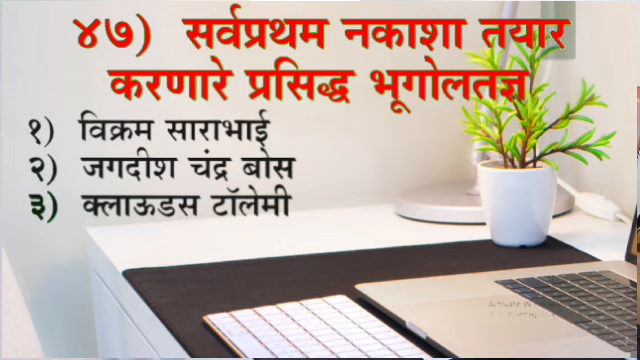 ४७) सर्वप्रथम नकाशा तयार
करणारे प्रसिद्ध भूगोलतज्ञ
१) विक्रम साराभाई
२) जगदीश चंद्र बोस
३) क्लाऊडस टॉलेमी